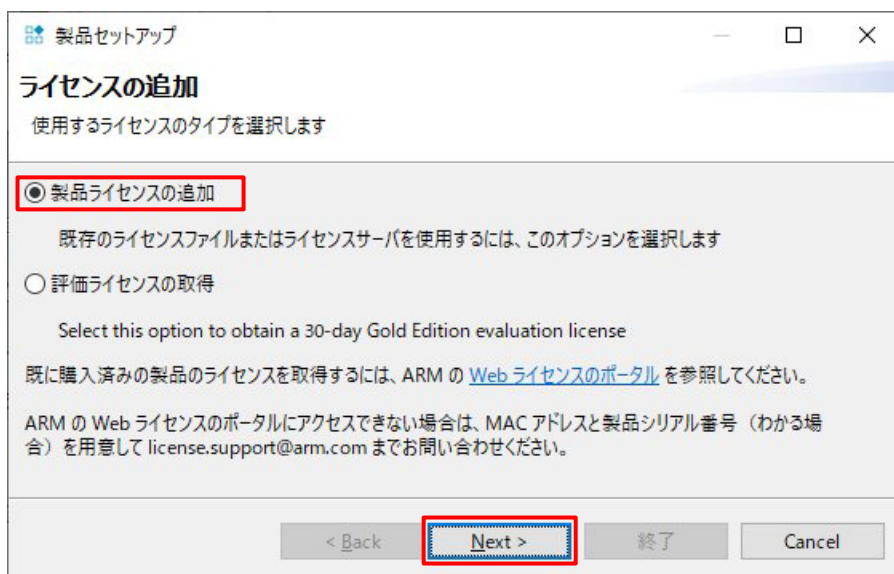 製品セットアップ
ライセンスの追加
使用するライセンスのタイプを選択します
製品ライセンスの追加
既存のライセンスファイルまたはライセンスサーバを使用するには、このオプションを選択します
評価ライセンスの取得
Select this option to obtain a 30-day Gold Edition evaluation license
既に購入済みの製品のライセンスを取得するには、ARM の Web ライセンスのポータル を参照してください。
ARM の Web ライセンスのポータルにアクセスできない場合は、MAC アドレスと製品シリアル番号（わかる場
合）を用意して license.support@arm.com までお問い合わせください。
< Back Next > 終了 Cancel